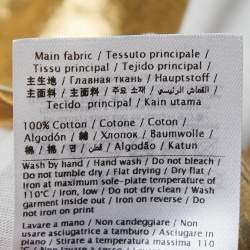 Main fabric / Tessuto principale /
Tissu principal / Tejido principal /
主生地 / Главная ткань / Hauptstoff /
主面料 / 主要面料 / 주요 소재 / القماش الرئيسي /
Tecido principal / Kain utama
100% Cotton / Cotone / Coton /
Algodón / 綿 / Хлопок / Baumwolle /
棉 / 棉 / 면 / قطن / Algodão / Katun
Wash by hand / Hand wash / Do not bleach /
Do not tumble dry / Flat drying / Dry flat /
Iron at maximum sole-plate temperature of
110°C / Iron, low / Do not dry clean / Wash
garment inside out / Iron on reverse / Do
not iron on print
Lavare a mano / Non candeggiare / Non
usare asciugatrice a tamburo / Asciugare in
piano / Stirare a temperatura massima 110